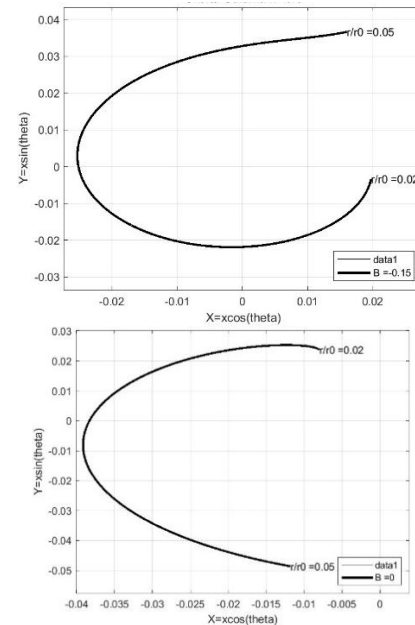 0.04
r/r0 =0.05
0.03
0.02
0.01
0
r/r0 =0.02
-0.01
-0.02
data1
-0.03
B =-0.15
-0.02 -0.01 0 0.01 0.02
X=xcos(theta)
Y=xsin(theta)
0.03
r/r0 =0.02
0.02
0.01
0
-0.01
-0.02
-0.03
-0.04
r/r0 =0.05
data1
-0.05
B =0
-0.04 -0.035 -0.03 -0.025 -0.02 -0.015 -0.01 -0.005 0
X=xcos(theta)
Y=xsin(theta)